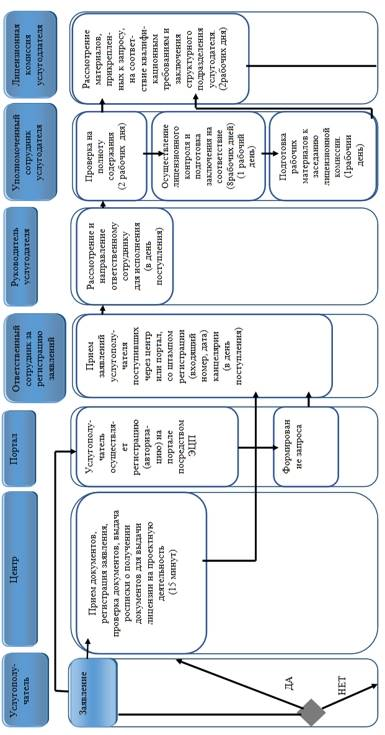 Услугополу-
чатель
Центр
Портал
Ответственный
сотрудник за
регистрацию
заявлений
Руководитель
услугодателя
Уполномоченный
сотрудник
услугодателя
Лицензионная
комиссия
услугодателя
Заявление
ДА
НЕТ
Прием документов,
регистрация заявления,
проверка документов, выдача
росписки о получении
документов для выдачи
лицензии на проектную
деятельность
(15 минут)
Услугополу-
чатель
осуществля-
ет
регистрацию
(авториза-
цию) на
портале
посредством
ЭЦП
Формирован
ие запроса
Прием
заявлений
услугополу-
чателя
поступивших
через центр
или портал,
со штампом
регистрации
(входящий
номер, дата)
канцелярии
(в день
поступления)
Рассмотрение и
направление
ответственному
сотруднику
для исполнения
(в день
поступления)
Проверка на
полноту
содержания
(2 рабочих дня)
Осуществление
лицензионного
контроля и
подготовка
заключения на
соответствие
(8рабочих дней)
(1 рабочий
день)
Подготовка
рабочих
материалов к
заседанию
лицензионной
комиссии.
(1рабочии
день)
Рассмотрение
материалов,
прикреплен-
ных к запросу,
на соответ-
ствие квалифи-
кационным
требованиям и
заключения
структурного
подразделения
услугодателя.
(2рабочих дня)